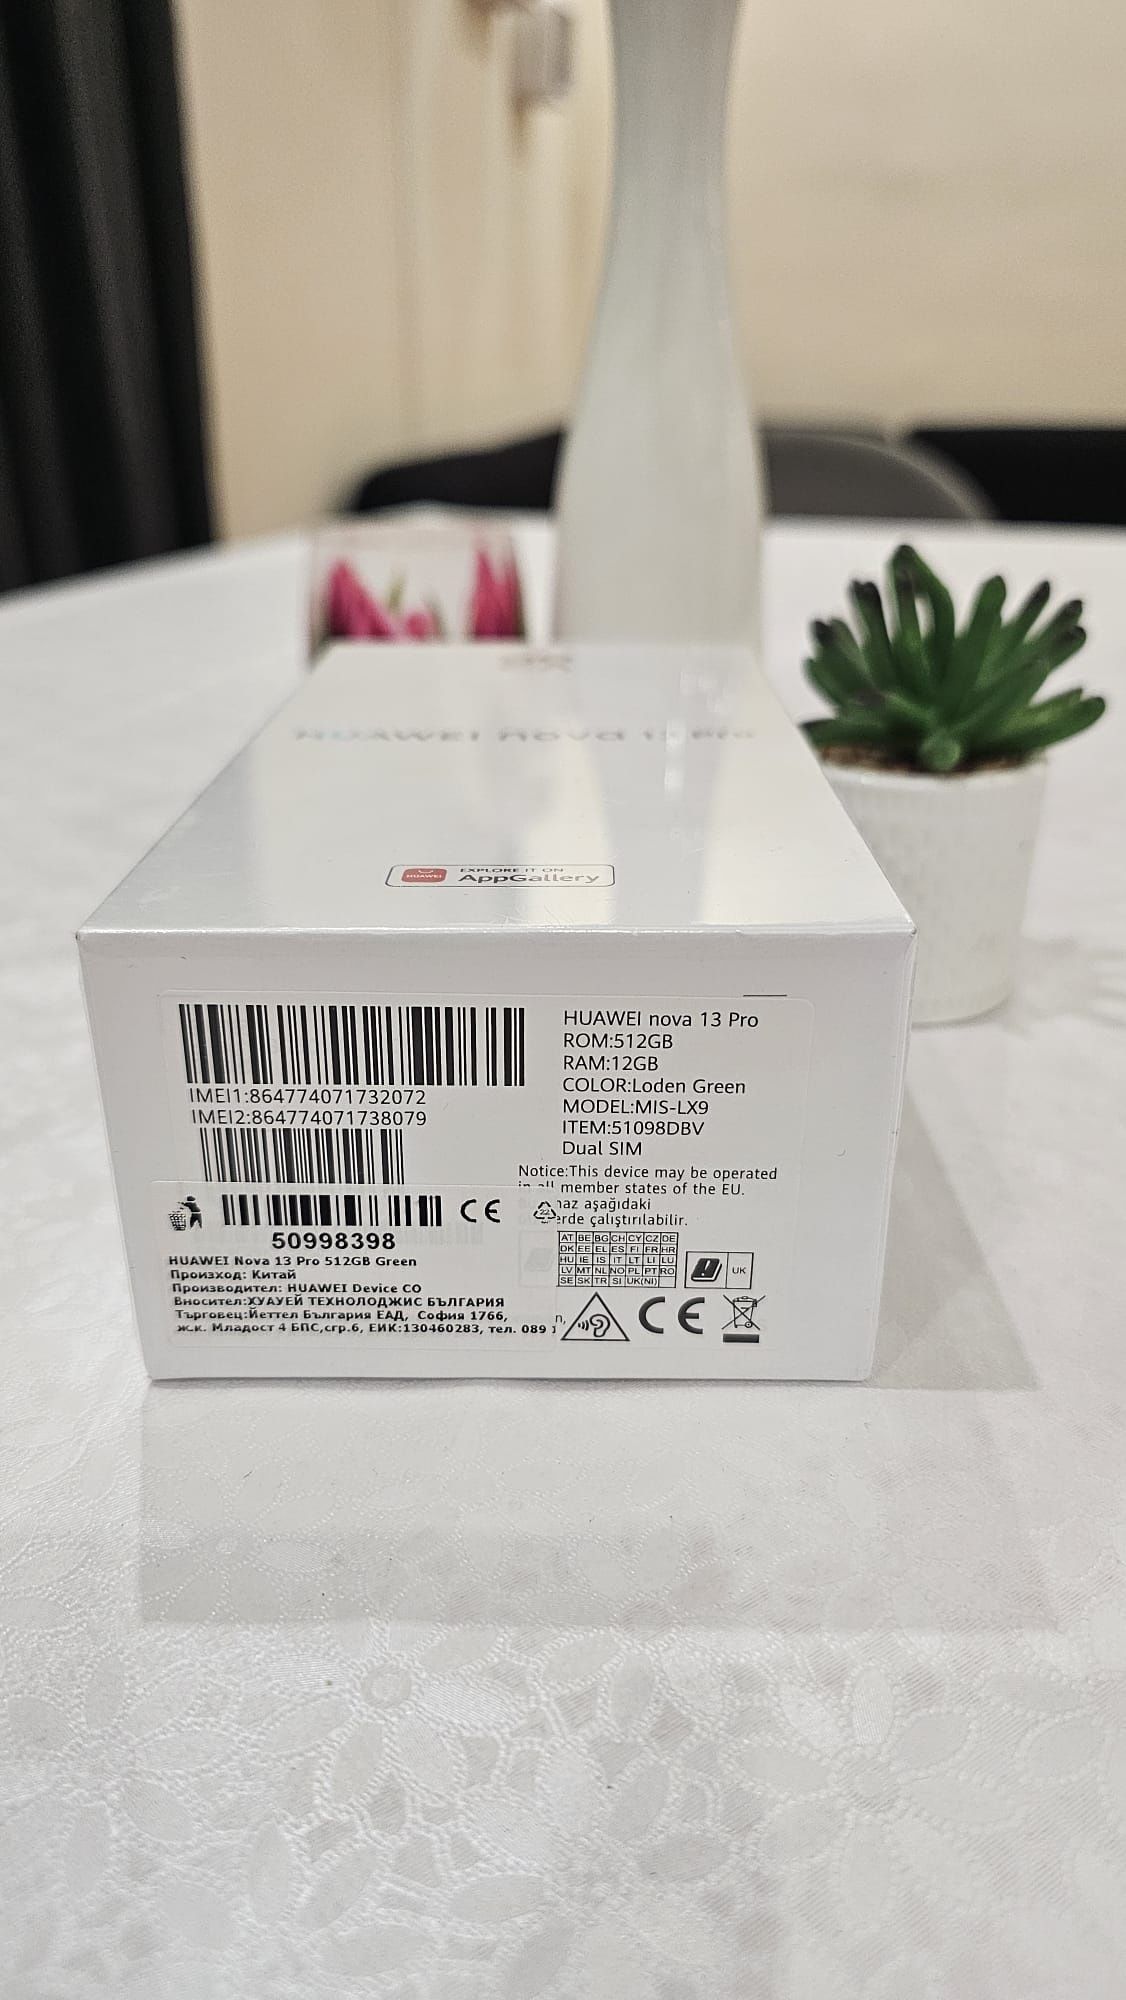 HUAWEI nova 13 Pro
HUAWEI
EXPLORE IT ON
AppGallery
IMEI1:864774071732072
IMEI2:864774071738079
HUAWEI nova 13 Pro
ROM:512GB
RAM:12GB
COLOR:Loden Green
MODEL:MIS-LX9
ITEM:51098DBV
Dual SIM
Notice:This device may be operated
in all member states of the EU.
aşağıdaki
çalıştırılabilir.
AT BE BG CH CY CZ DE
DK EE EL ES FI FR HR
HU IE IS IT LT LI LU
LV MT NL NO PL PT RO
SE SK TR SI UK(NI)
UK
CE
CE
50998398
HUAWEI Nova 13 Pro 512GB Green
Произход: Китай
Производител: HUAWEI Device CO
Вносител:ХУАУЕЙ ТЕХНОЛОДЖИС БЪЛГАРИЯ
Търговец:Йеттел България ЕАД, София 1766,
ж.к. Младост 4 БПС,сгр.6, ЕИК:130460283, тел. 089